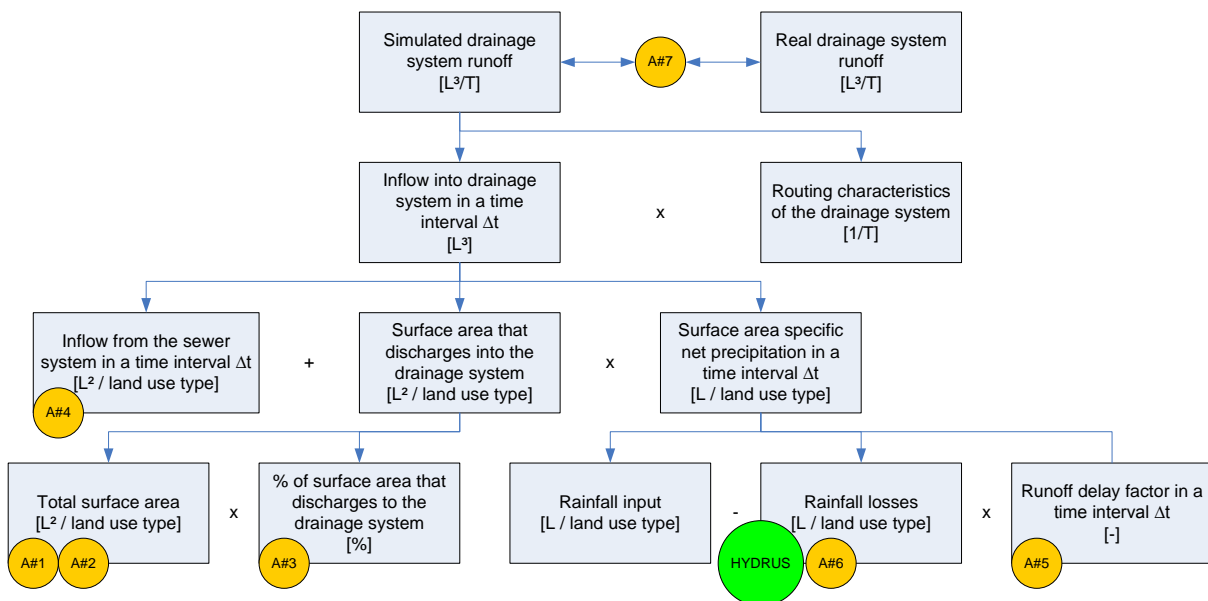 Simulated drainage
system runoff
[L³/T]
A#7
Real drainage system
runoff
[L³/T]
Inflow into drainage
system in a time
interval Δt
[L³]
x
Routing characteristics
of the drainage system
[1/T]
Inflow from the sewer
system in a time interval Δt
[L² / land use type]
A#4
+
Surface area that
discharges into the
drainage system
[L² / land use type]
x
Surface area specific
net precipitation in a
time interval Δt
[L / land use type]
Total surface area
[L² / land use type]
A#1
A#2
x
% of surface area that
discharges to the
drainage system
[%]
A#3
Rainfall input
[L / land use type]
-
Rainfall losses
[L / land use type]
HYDRUS
A#6
x
Runoff delay factor in a
time interval Δt
[-]
A#5